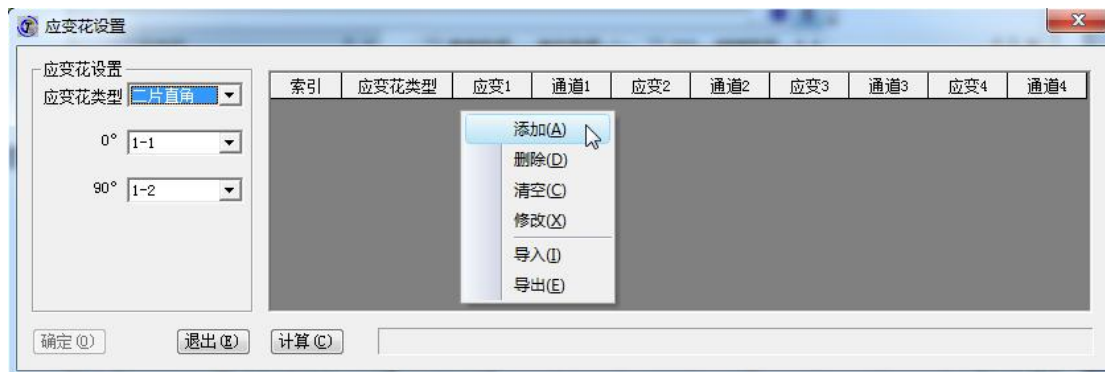 应变花设置
应变花设置
应变花类型 二片直角
0° 1-1
90° 1-2
索引 应变花类型 应变1 通道1 应变2 通道2 应变3 通道3 应变4 通道4
添加(A)
删除(D)
清空(C)
修改(X)
导入(I)
导出(E)
确定(O) 退出(E) 计算(C)